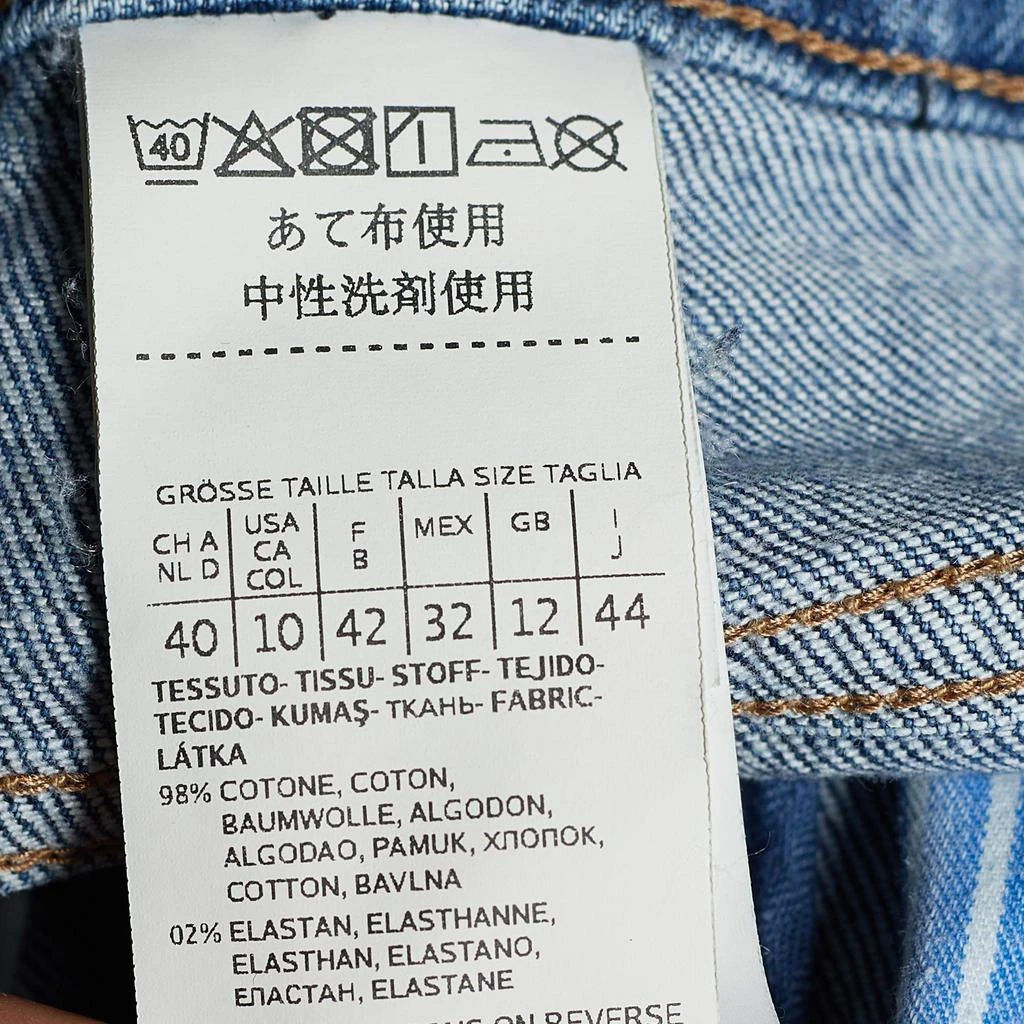 40
あて布使用
中性洗剤使用
GRÖSSE TAILLE TALLA SIZE TAGLIA
CH A NL D | USA CA COL | F B | MEX | GB | I J
40 | 10 | 42 | 32 | 12 | 44
TESSUTO- TISSU- STOFF- TEJIDO-
TECIDO- KUMAŞ- ТКАНЬ- FABRIC-
LÁTKA
98% COTONE, COTON,
BAUMWOLLE, ALGODON,
ALGODAO, PAMUK, ХЛОПОК,
COTTON, BAVLNA
02% ELASTAN, ELASTHANNE,
ELASTHAN, ELASTANO,
ЕЛАСТАН, ELASTANE
ON REVERSE